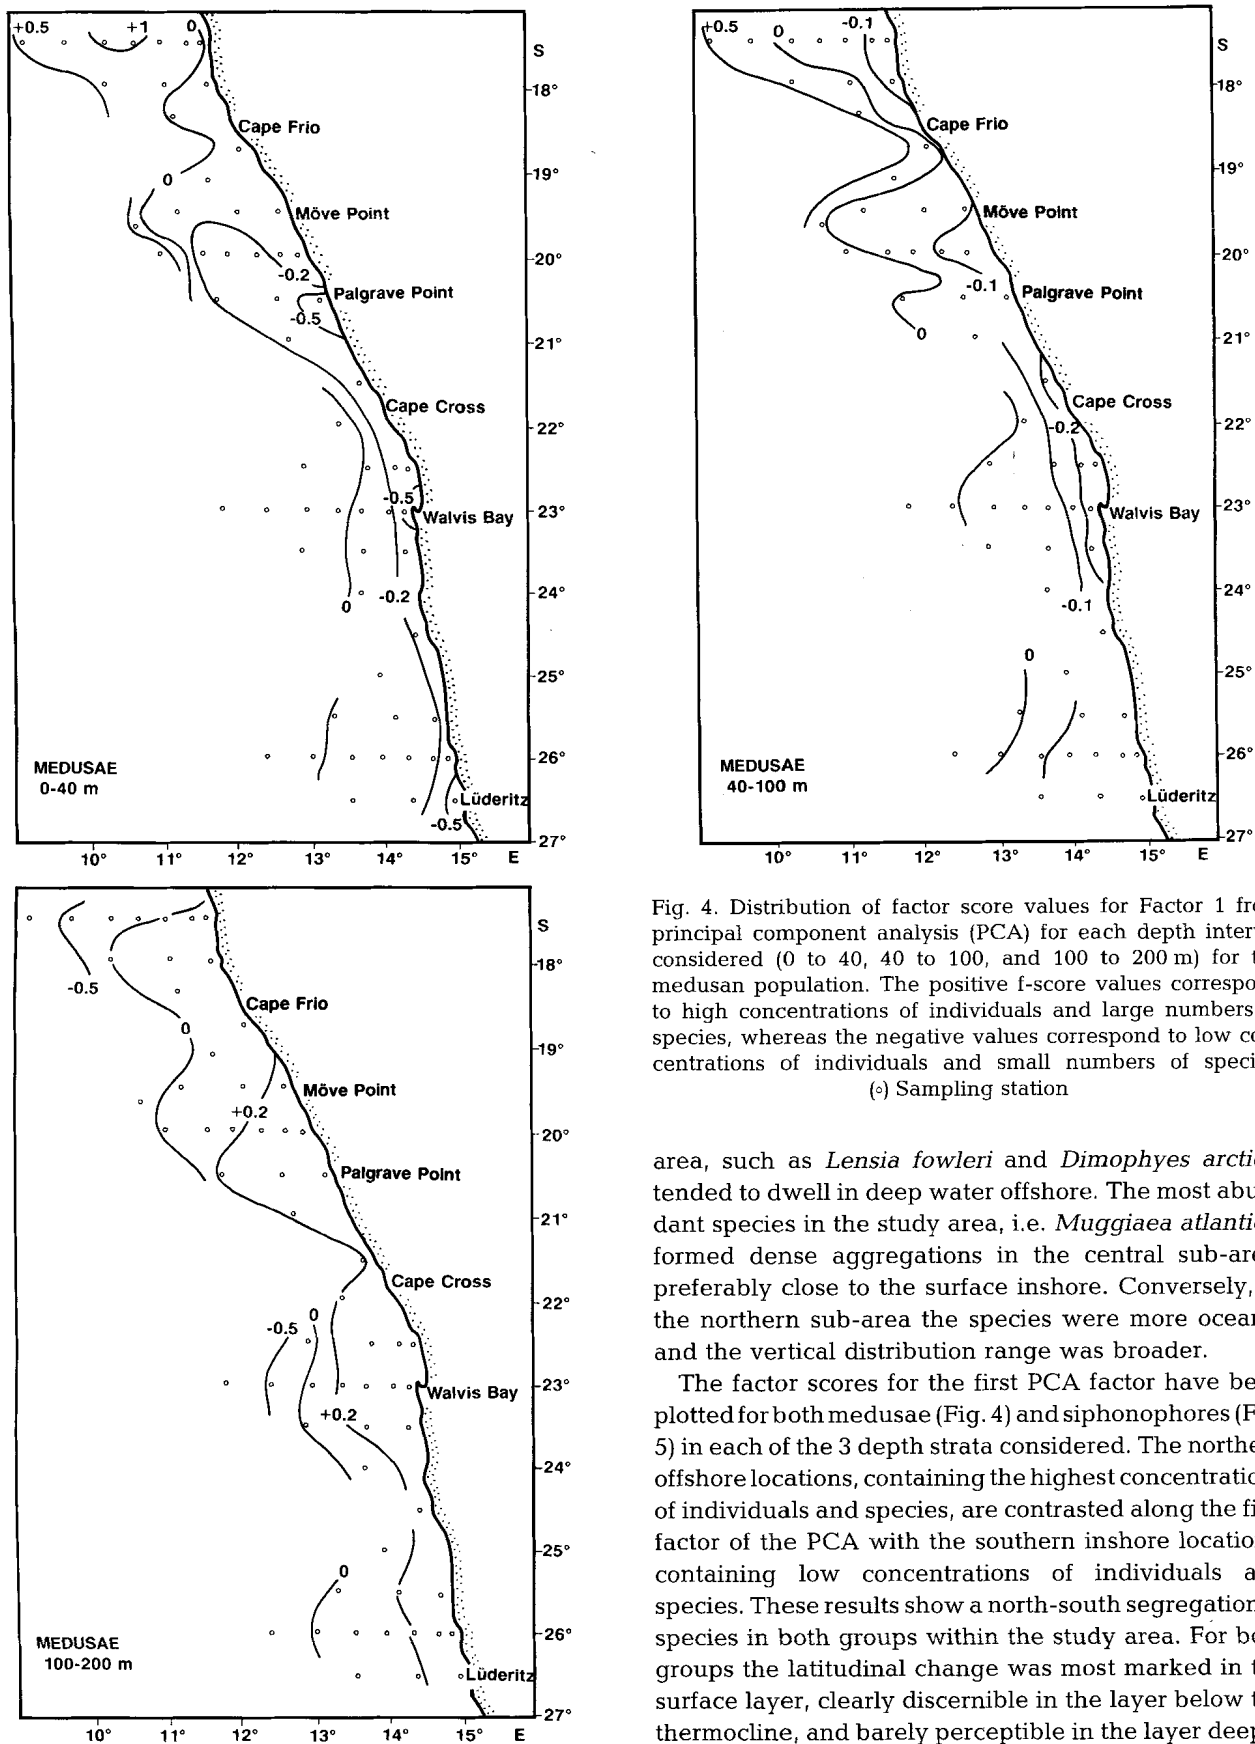 +0.5
+1
0
S
18°
Cape Frio
0
19°
Möve Point
20°
-0.2
Palgrave Point
-0.5
21°
Cape Cross
22°
-0.5
23°
Walvis Bay
24°
0
-0.2
25°
MEDUSAE
0-40 m
26°
Lüderitz
-0.5
27°
10° 11° 12° 13° 14° 15° E
+0.5
0
-0.1
S
18°
Cape Frio
19°
Möve Point
20°
-0.1
Palgrave Point
0
21°
Cape Cross
22°
-0.2
23°
Walvis Bay
24°
-0.1
0
25°
MEDUSAE
40-100 m
26°
Lüderitz
27°
10° 11° 12° 13° 14° 15° E
S
18°
-0.5
Cape Frio
0
19°
Möve Point
+0.2
20°
Palgrave Point
21°
Cape Cross
22°
-0.5
0
23°
Walvis Bay
+0.2
24°
25°
0
MEDUSAE
100-200 m
26°
Lüderitz
27°
10° 11° 12° 13° 14° 15° E
Fig. 4. Distribution of factor score values for Factor 1 fro
principal component analysis (PCA) for each depth interv
considered (0 to 40, 40 to 100, and 100 to 200 m) for t
medusan population. The positive f-score values correspo
to high concentrations of individuals and large numbers
species, whereas the negative values correspond to low co
centrations of individuals and small numbers of speci
(○) Sampling station
area, such as Lensia fowleri and Dimophyes arctic
tended to dwell in deep water offshore. The most abu
dant species in the study area, i.e. Muggiaea atlantic
formed dense aggregations in the central sub-are
preferably close to the surface inshore. Conversely,
the northern sub-area the species were more ocean
and the vertical distribution range was broader.
The factor scores for the first PCA factor have be
plotted for both medusae (Fig. 4) and siphonophores (F
5) in each of the 3 depth strata considered. The northe
offshore locations, containing the highest concentratio
of individuals and species, are contrasted along the fi
factor of the PCA with the southern inshore location
containing low concentrations of individuals a
species. These results show a north-south segregation
species in both groups within the study area. For bo
groups the latitudinal change was most marked in t
surface layer, clearly discernible in the layer below t
thermocline, and barely perceptible in the layer deep